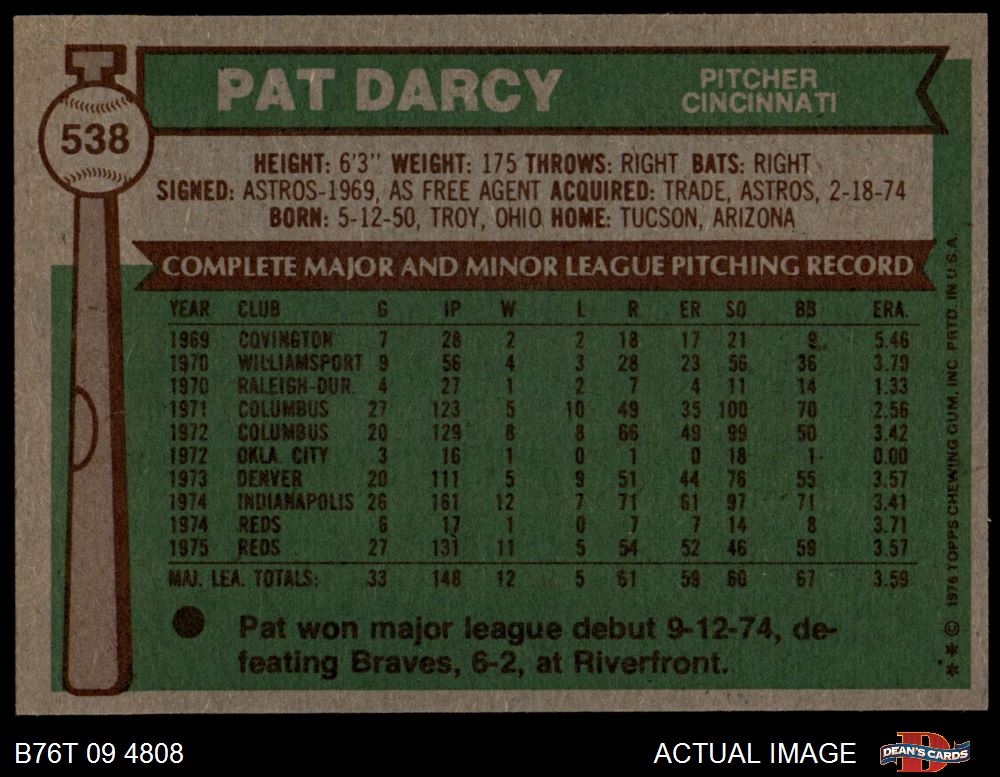 538
PAT DARCY
PITCHER
CINCINNATI
HEIGHT: 6'3" WEIGHT: 175 THROWS: RIGHT BATS: RIGHT
SIGNED: ASTROS-1969, AS FREE AGENT ACQUIRED: TRADE, ASTROS, 2-18-74
BORN: 5-12-50, TROY, OHIO HOME: TUCSON, ARIZONA
COMPLETE MAJOR AND MINOR LEAGUE PITCHING RECORD
YEAR CLUB G IP W L R ER SO BB ERA.
1969 COVINGTON 7 28 2 2 18 17 21 9 5.46
1970 WILLIAMSPORT 9 56 4 3 28 23 56 36 3.79
1970 RALEIGH-DUR. 4 27 1 2 7 4 11 14 1.33
1971 COLUMBUS 27 123 5 10 49 35 100 70 2.56
1972 COLUMBUS 20 129 8 8 66 49 99 50 3.42
1972 OKLA. CITY 3 16 1 0 1 0 18 1 0.00
1973 DENVER 20 111 5 9 51 44 76 55 3.57
1974 INDIANAPOLIS 26 161 12 7 71 61 97 71 3.41
1974 REDS 6 17 1 0 7 7 14 8 3.71
1975 REDS 27 131 11 5 54 52 46 59 3.57
MAJ. LEA. TOTALS: 33 148 12 5 61 59 60 67 3.59
Pat won major league debut 9-12-74, de-
feating Braves, 6-2, at Riverfront.
*** © 1976 TOPPS CHEWING GUM, INC. PRTD. IN U.S.A.
B76T 09 4808
ACTUAL IMAGE
D
DEAN'S CARDS